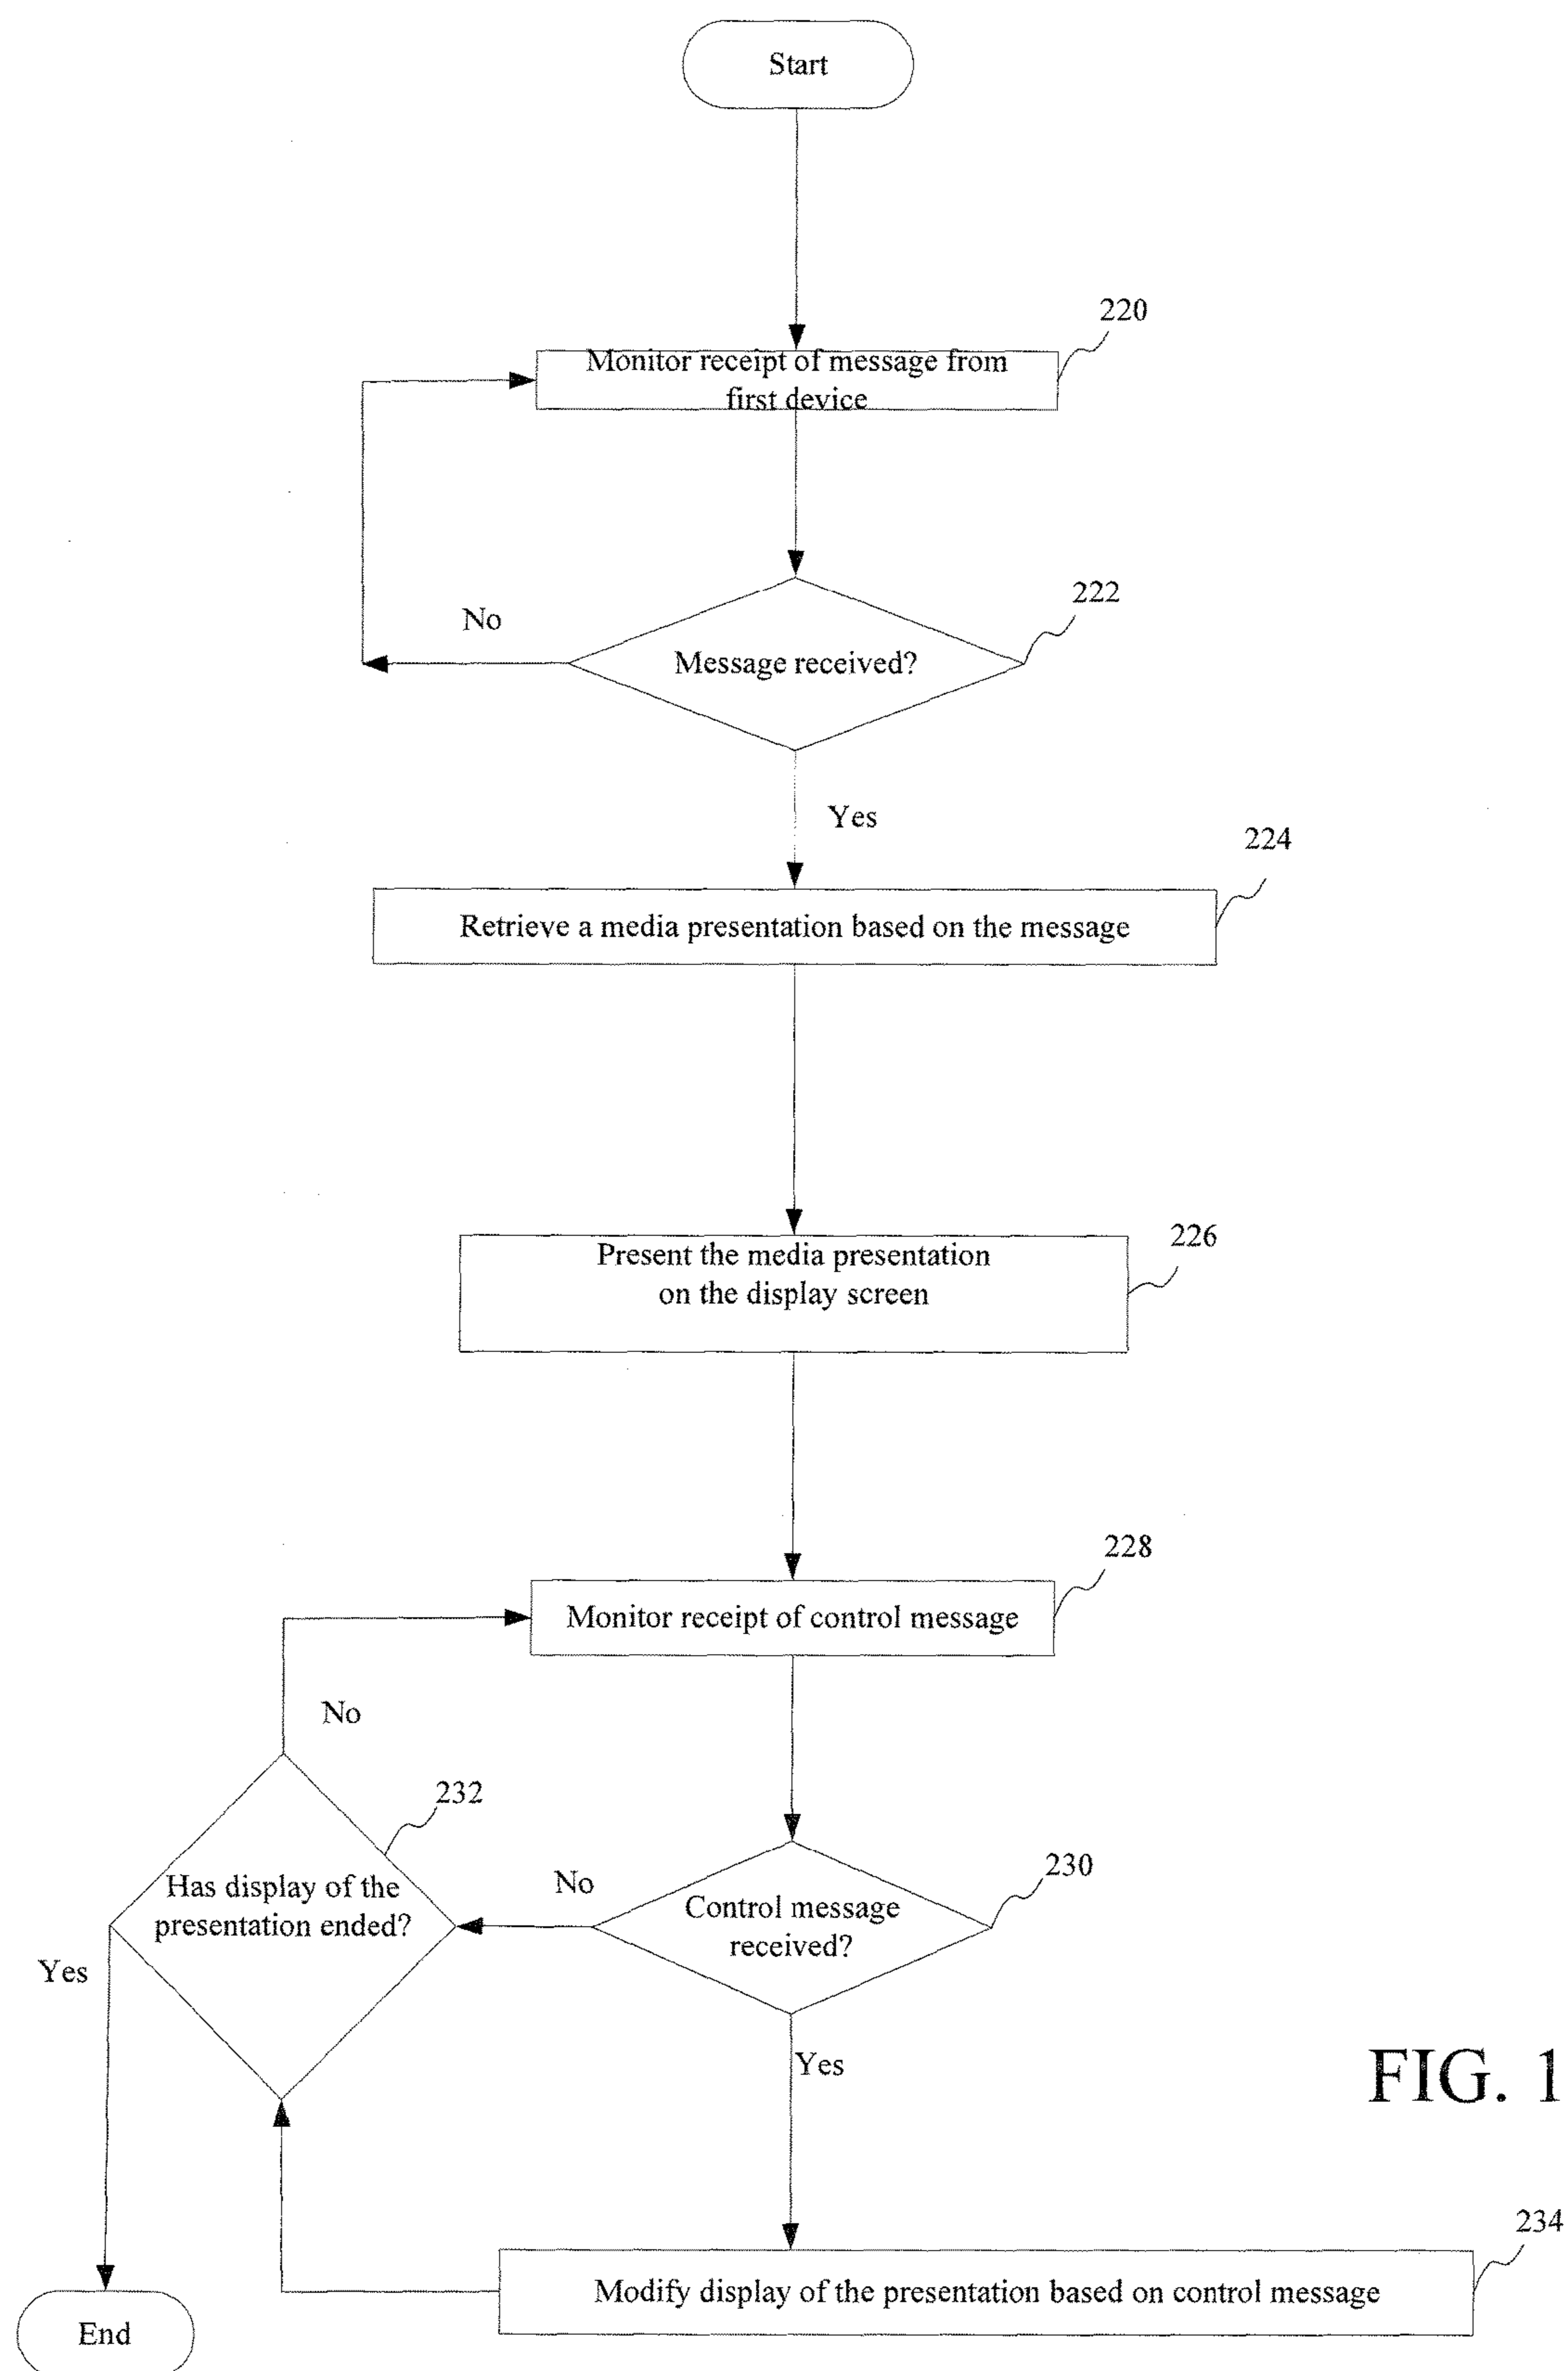 Start
220
Monitor receipt of message from
first device
222
No
Message received?
Yes
224
Retrieve a media presentation based on the message
226
Present the media presentation
on the display screen
228
Monitor receipt of control message
No
232
230
Has display of the
presentation ended?
No
Control message
received?
Yes
Yes
FIG. 1
234
Modify display of the presentation based on control message
End